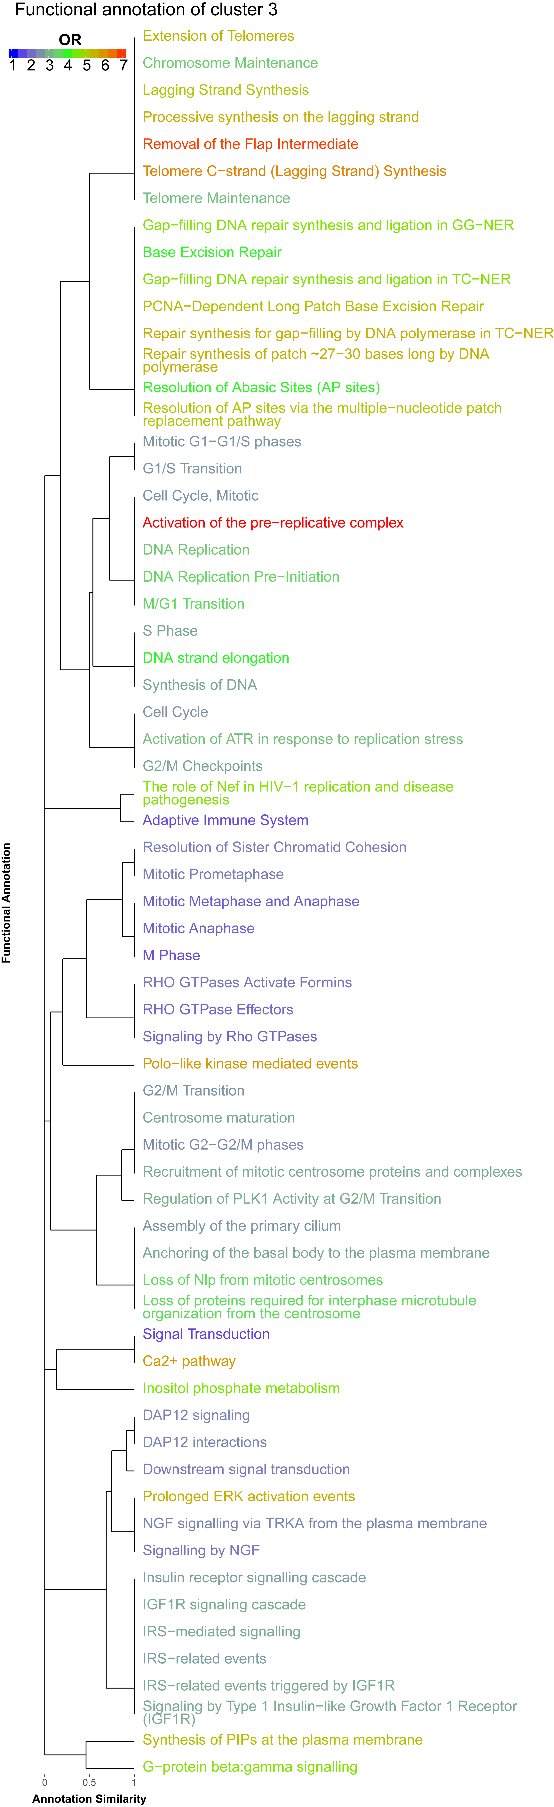 Functional annotation of cluster 3
OR
1 2 3 4 5 6 7
Extension of Telomeres
Chromosome Maintenance
Lagging Strand Synthesis
Processive synthesis on the lagging strand
Removal of the Flap Intermediate
Telomere C−strand (Lagging Strand) Synthesis
Telomere Maintenance
Gap−filling DNA repair synthesis and ligation in GG−NER
Base Excision Repair
Gap−filling DNA repair synthesis and ligation in TC−NER
PCNA−Dependent Long Patch Base Excision Repair
Repair synthesis for gap−filling by DNA polymerase in TC−NER
Repair synthesis of patch ~27−30 bases long by DNA
polymerase
Resolution of Abasic Sites (AP sites)
Resolution of AP sites via the multiple−nucleotide patch
replacement pathway
Mitotic G1−G1/S phases
G1/S Transition
Cell Cycle, Mitotic
Activation of the pre−replicative complex
DNA Replication
DNA Replication Pre−Initiation
M/G1 Transition
S Phase
DNA strand elongation
Synthesis of DNA
Cell Cycle
Activation of ATR in response to replication stress
G2/M Checkpoints
The role of Nef in HIV−1 replication and disease
pathogenesis
Adaptive Immune System
Resolution of Sister Chromatid Cohesion
Mitotic Prometaphase
Mitotic Metaphase and Anaphase
Mitotic Anaphase
M Phase
RHO GTPases Activate Formins
RHO GTPase Effectors
Signaling by Rho GTPases
Polo−like kinase mediated events
G2/M Transition
Centrosome maturation
Mitotic G2−G2/M phases
Recruitment of mitotic centrosome proteins and complexes
Regulation of PLK1 Activity at G2/M Transition
Assembly of the primary cilium
Anchoring of the basal body to the plasma membrane
Loss of Nlp from mitotic centrosomes
Loss of proteins required for interphase microtubule
organization from the centrosome
Signal Transduction
Ca2+ pathway
Inositol phosphate metabolism
DAP12 signaling
DAP12 interactions
Downstream signal transduction
Prolonged ERK activation events
NGF signalling via TRKA from the plasma membrane
Signalling by NGF
Insulin receptor signalling cascade
IGF1R signaling cascade
IRS−mediated signalling
IRS−related events
IRS−related events triggered by IGF1R
Signaling by Type 1 Insulin−like Growth Factor 1 Receptor
(IGF1R)
Synthesis of PIPs at the plasma membrane
G−protein beta:gamma signalling
0 0.5 1
Annotation Similarity
Functional Annotation